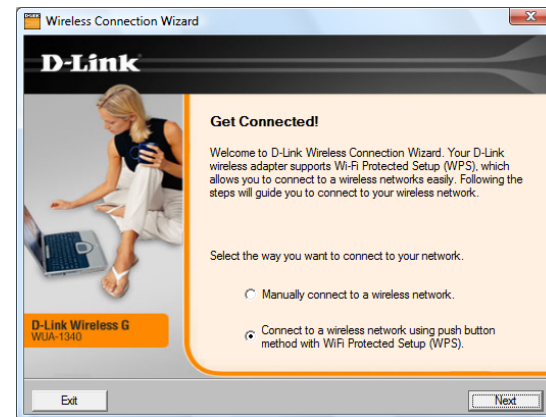 Wireless Connection Wizard
D-Link
Get Connected!
Welcome to D-Link Wireless Connection Wizard. Your D-Link
wireless adapter supports Wi-Fi Protected Setup (WPS), which
allows you to connect to a wireless networks easily. Following the
steps will guide you to connect to your wireless network.
Select the way you want to connect to your network.
Manually connect to a wireless network.
Connect to a wireless network using push button
method with WiFi Protected Setup (WPS).
D-Link Wireless G
WUA-1340
Exit
Next